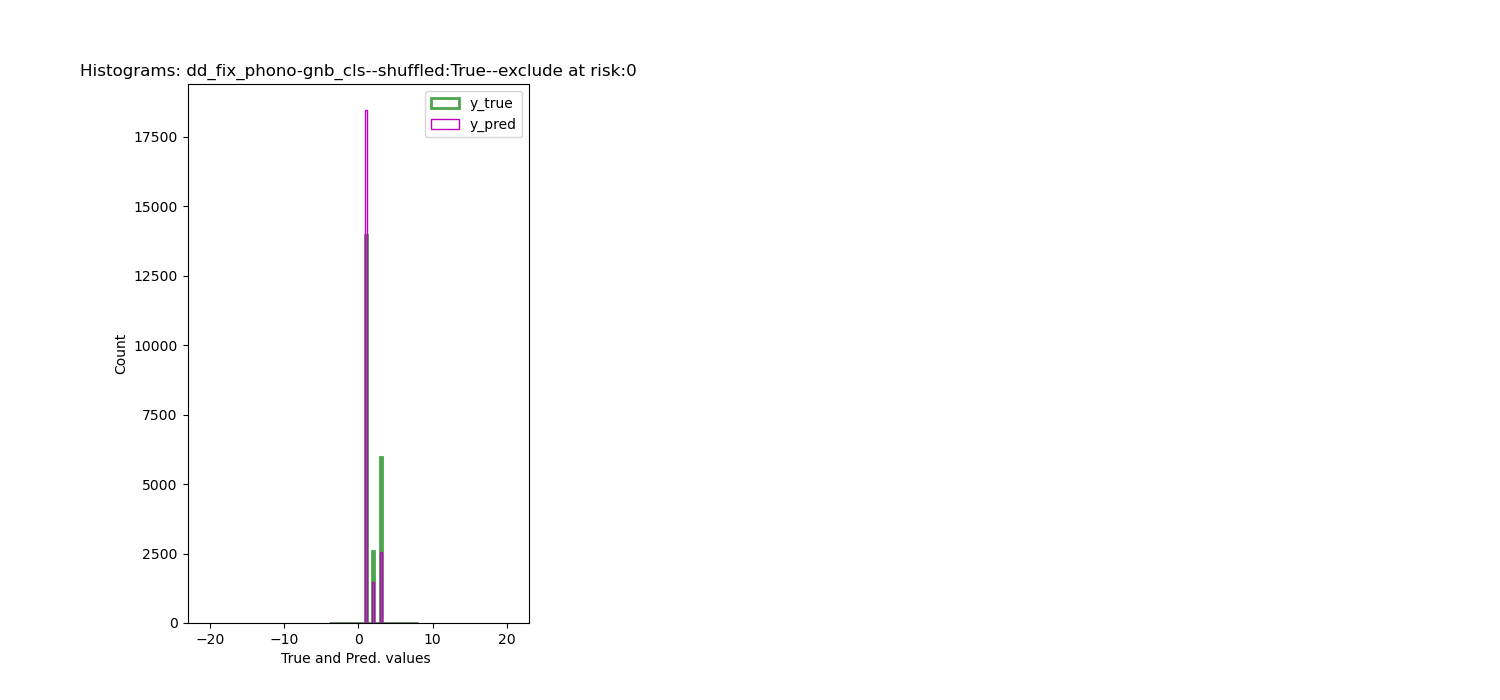 Histograms: dd_fix_phono-gnb_cls--shuffled:True--exclude at risk:0
y_true
y_pred
17500
15000
12500
10000
7500
5000
2500
0
Count
−20
−10
0
10
20
True and Pred. values